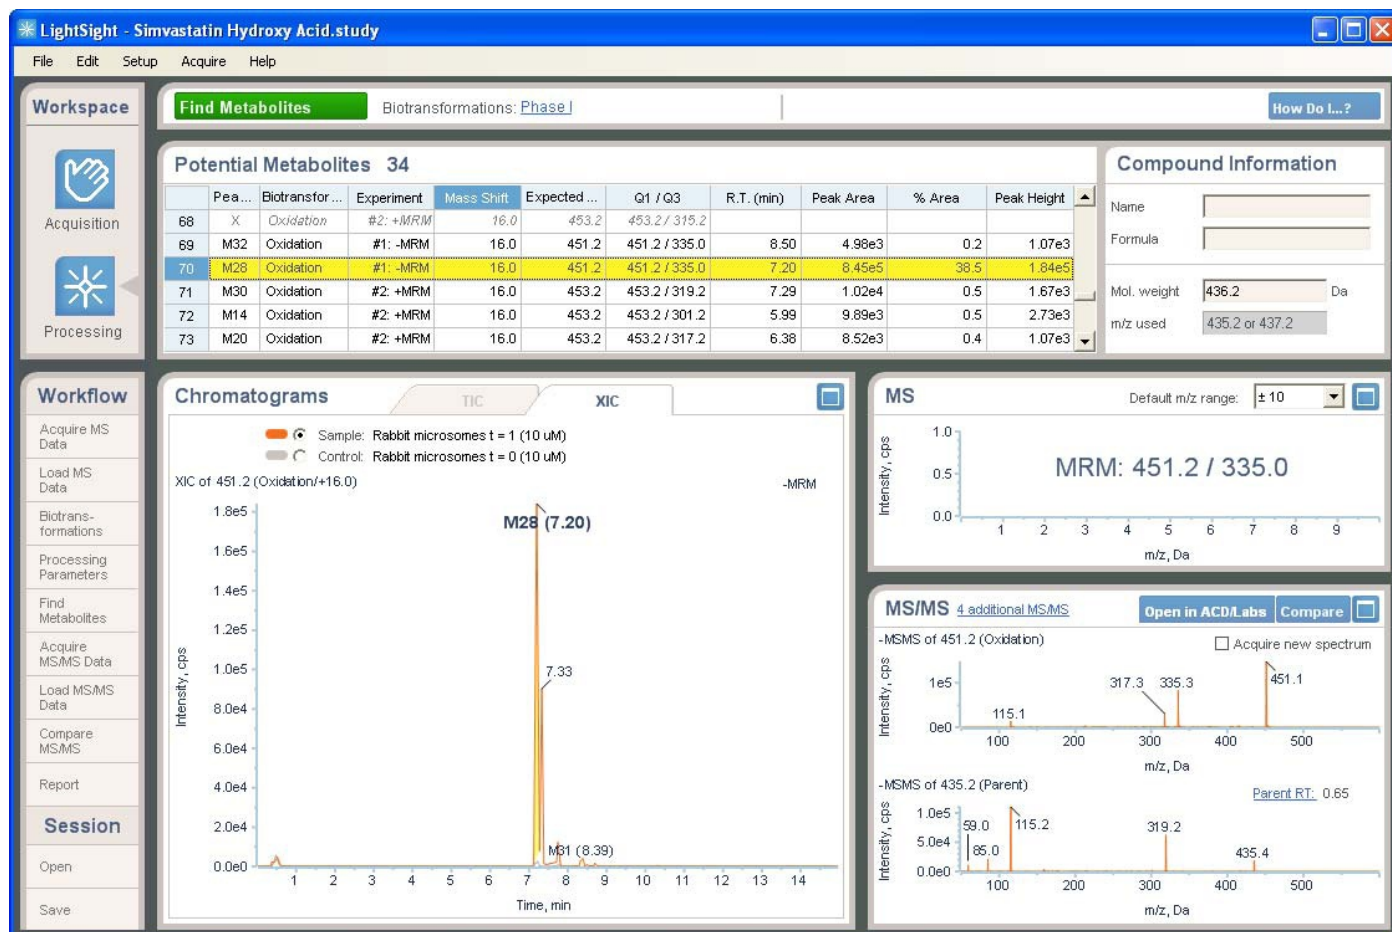 LightSight - Simvastatin Hydroxy Acid.study
File Edit Setup Acquire Help
Workspace
Acquisition
Processing
Find Metabolites Biotransformations: Phase I How Do I...?
Potential Metabolites 34
Pea... Biotransfor... Experiment Mass Shift Expected ... Q1 / Q3 R.T. (min) Peak Area % Area Peak Height
68 X Oxidation #2: +MRM 16.0 453.2 453.2 / 315.2
69 M32 Oxidation #1: -MRM 16.0 451.2 451.2 / 335.0 8.50 4.98e3 0.2 1.07e3
70 M28 Oxidation #1: -MRM 16.0 451.2 451.2 / 335.0 7.20 8.45e5 38.5 1.84e5
71 M30 Oxidation #2: +MRM 16.0 453.2 453.2 / 319.2 7.29 1.02e4 0.5 1.67e3
72 M14 Oxidation #2: +MRM 16.0 453.2 453.2 / 301.2 5.99 9.89e3 0.5 2.73e3
73 M20 Oxidation #2: +MRM 16.0 453.2 453.2 / 317.2 6.38 8.52e3 0.4 1.07e3
Compound Information
Name
Formula
Mol. weight 436.2 Da
m/z used 435.2 or 437.2
Workflow
Acquire MS
Data
Load MS
Data
Biotrans-
formations
Processing
Parameters
Find
Metabolites
Acquire
MS/MS Data
Load MS/MS
Data
Compare
MS/MS
Report
Session
Open
Save
Chromatograms TIC XIC
Sample: Rabbit microsomes t = 1 (10 uM)
Control: Rabbit microsomes t = 0 (10 uM)
XIC of 451.2 (Oxidation/+16.0) -MRM
Intensity, cps
1.8e5
1.6e5
1.4e5
1.2e5
1.0e5
8.0e4
6.0e4
4.0e4
2.0e4
0.0e0
M28 (7.20)
7.33
M31 (8.39)
1 2 3 4 5 6 7 8 9 10 11 12 13 14
Time, min
MS Default m/z range: ± 10
Intensity, cps
1.0
0.5
0.0
MRM: 451.2 / 335.0
1 2 3 4 5 6 7 8 9
m/z, Da
MS/MS 4 additional MS/MS Open in ACD/Labs Compare
-MSMS of 451.2 (Oxidation) Acquire new spectrum
Intensity, cps
1e5
0e0
115.1 317.3 335.3 451.1
100 200 300 400 500
m/z, Da
-MSMS of 435.2 (Parent) Parent RT: 0.65
Intensity, cps
1.0e5
5.0e4
0.0e0
59.0 85.0 115.2 319.2 435.4
100 200 300 400 500
m/z, Da